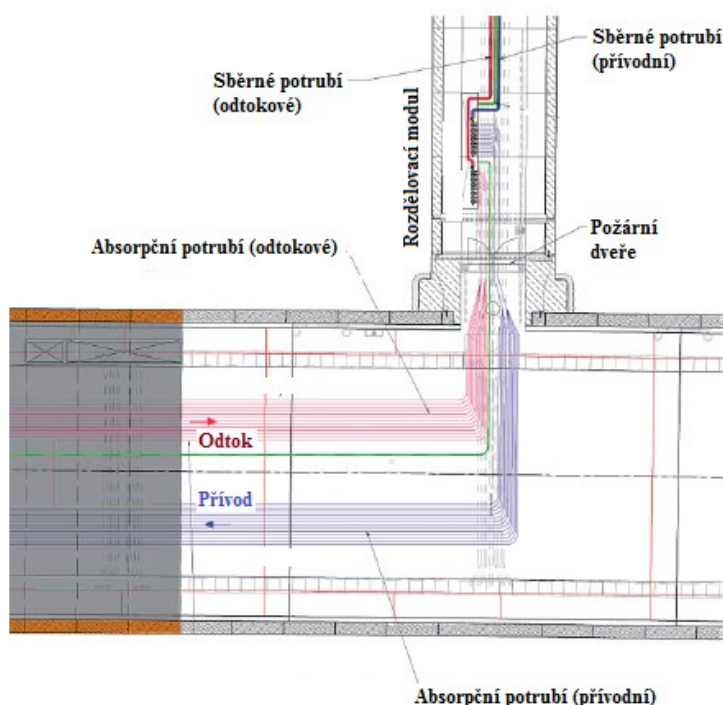 Sběrné potrubí
(přívodní)
Sběrné potrubí
(odtokové)
Rozdělovací modul
Požární
dveře
Absorpční potrubí (odtokové)
Odtok
Přívod
Absorpční potrubí (přívodní)